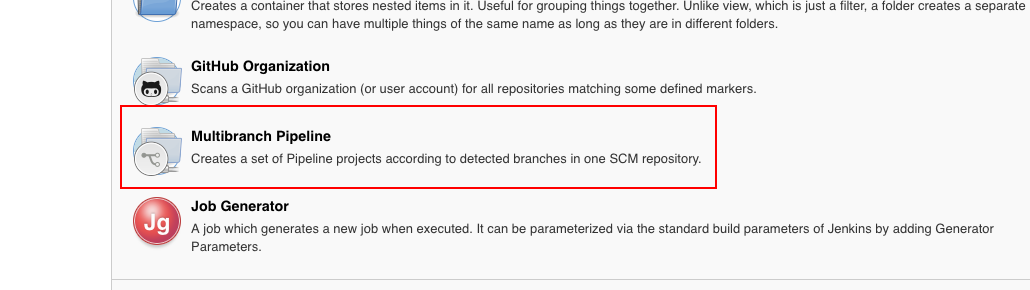 Creates a container that stores nested items in it. Useful for grouping things together. Unlike view, which is just a filter, a folder creates a separate
namespace, so you can have multiple things of the same name as long as they are in different folders.
GitHub Organization
Scans a GitHub organization (or user account) for all repositories matching some defined markers.
Multibranch Pipeline
Creates a set of Pipeline projects according to detected branches in one SCM repository.
Jg
Job Generator
A job which generates a new job when executed. It can be parameterized via the standard build parameters of Jenkins by adding Generator
Parameters.